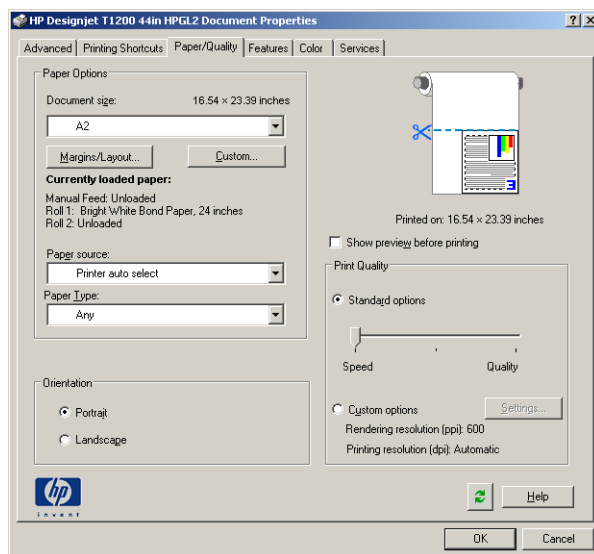 HP Designjet T1200 44in HPGL2 Document Properties
Advanced
Printing Shortcuts
Paper/Quality
Features
Color
Services
Paper Options
Document size:
16.54 × 23.39 inches
A2
Margins/Layout...
Custom...
Currently loaded paper:
Manual Feed: Unloaded
Roll 1: Bright White Bond Paper, 24 inches
Roll 2: Unloaded
Paper source:
Printer auto select
Paper Type:
Any
Orientation
Portrait
Landscape
3
Printed on: 16.54 × 23.39 inches
Show preview before printing
Print Quality
Standard options
Speed
Quality
Custom options
Settings...
Rendering resolution (ppi): 600
Printing resolution (dpi): Automatic
hp
invent
Help
OK
Cancel